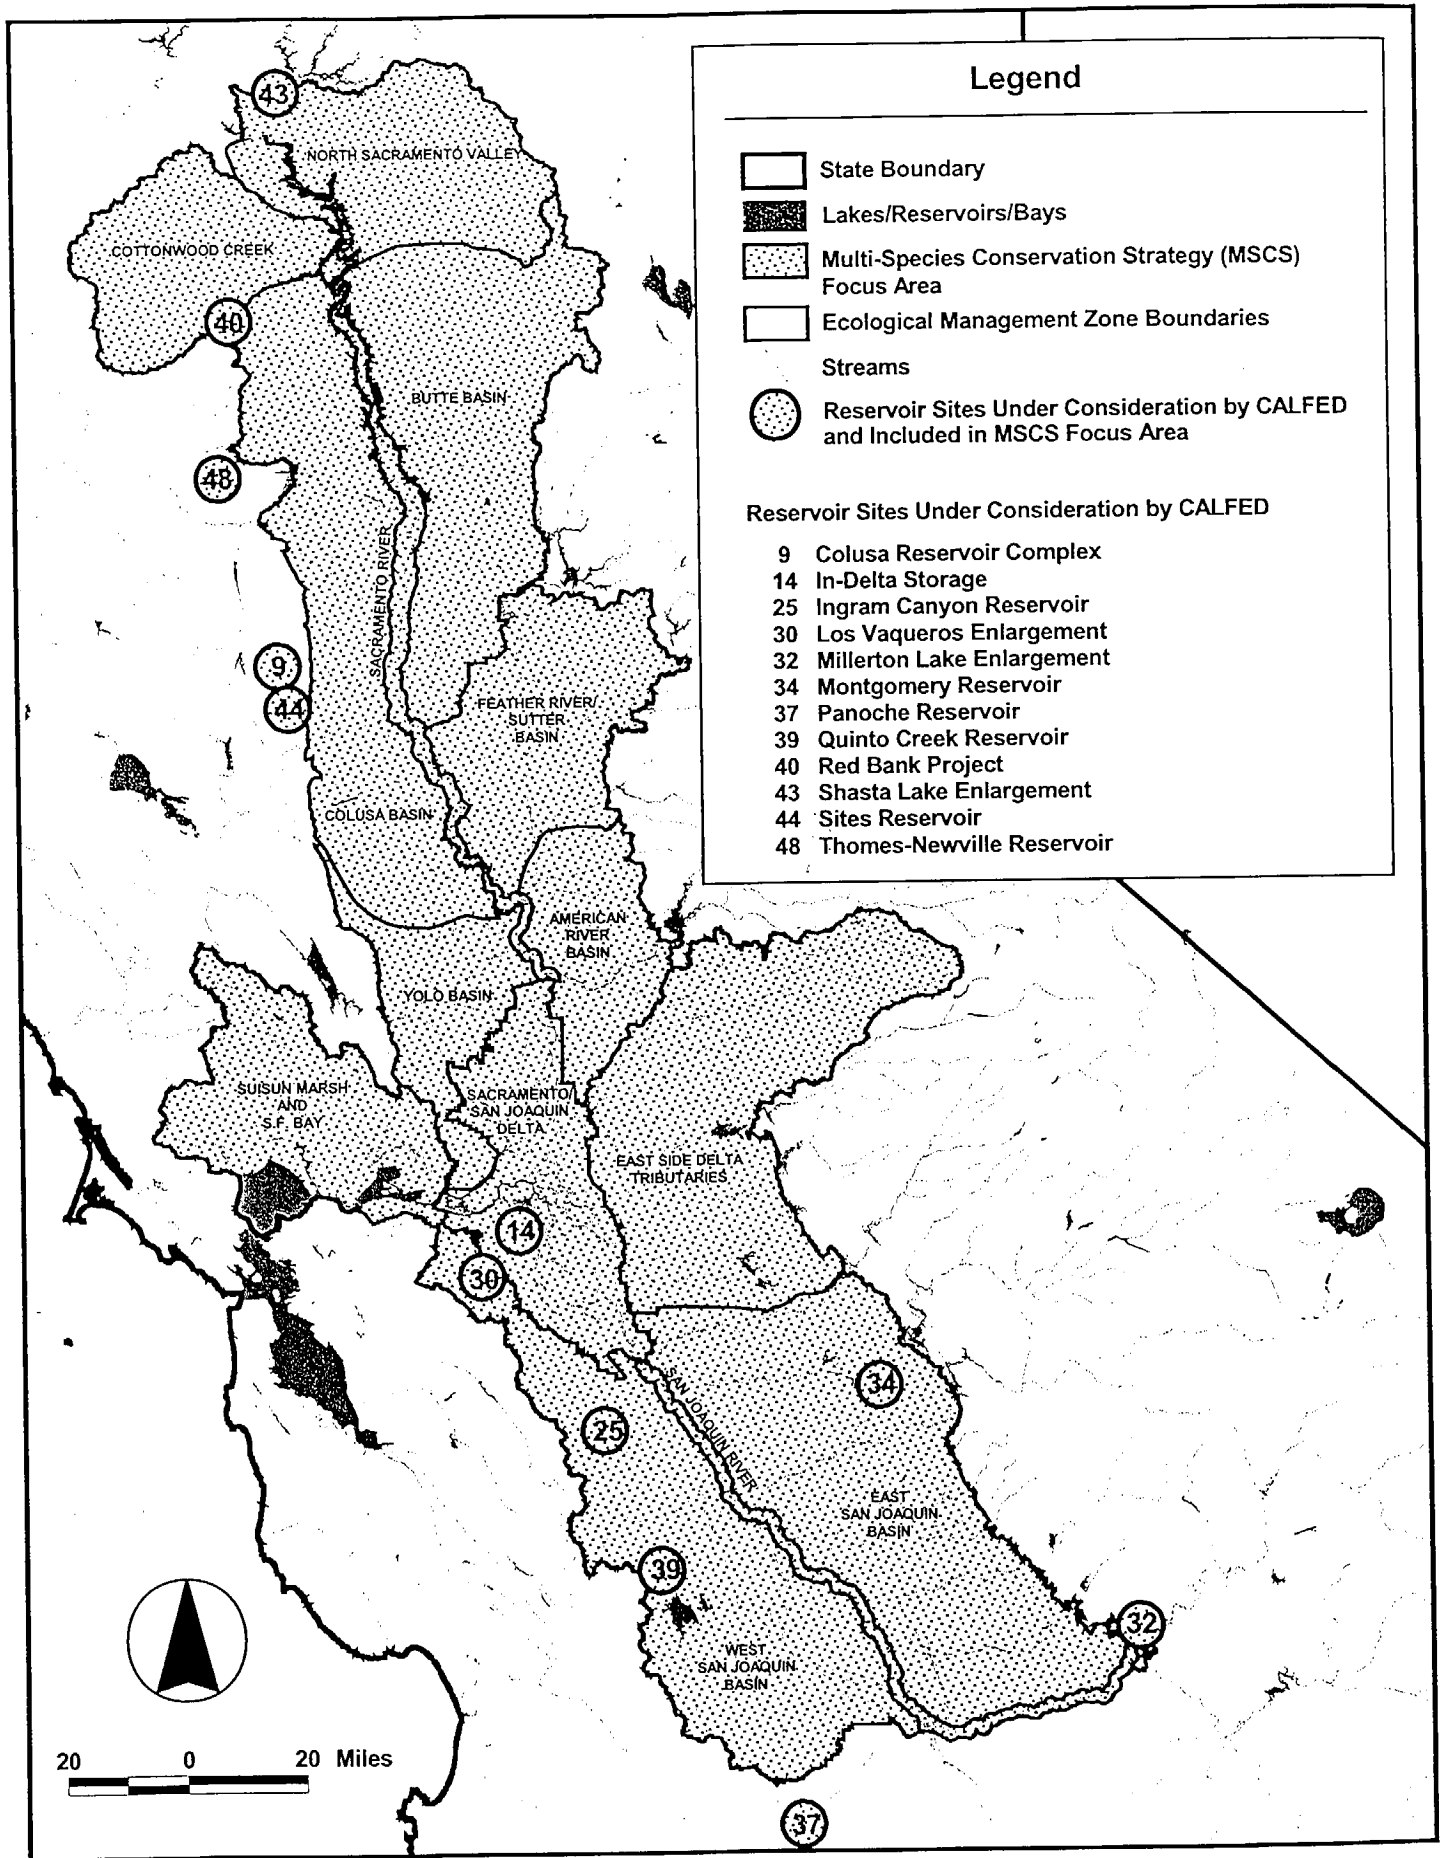 Legend
State Boundary
Lakes/Reservoirs/Bays
Multi-Species Conservation Strategy (MSCS)
Focus Area
Ecological Management Zone Boundaries
Streams
Reservoir Sites Under Consideration by CALFED
and Included in MSCS Focus Area
Reservoir Sites Under Consideration by CALFED
9 Colusa Reservoir Complex
14 In-Delta Storage
25 Ingram Canyon Reservoir
30 Los Vaqueros Enlargement
32 Millerton Lake Enlargement
34 Montgomery Reservoir
37 Panoche Reservoir
39 Quinto Creek Reservoir
40 Red Bank Project
43 Shasta Lake Enlargement
44 Sites Reservoir
48 Thomes-Newville Reservoir
43
NORTH SACRAMENTO VALLEY
COTTONWOOD CREEK
40
BUTTE BASIN
48
SACRAMENTO RIVER
9
44
FEATHER RIVER/
SUTTER
BASIN
COLUSA BASIN
AMERICAN
RIVER
BASIN
YOLO BASIN
SUISUN MARSH
AND
S.F. BAY
SACRAMENTO/
SAN JOAQUIN
DELTA
EAST SIDE DELTA
TRIBUTARIES
14
30
34
SAN JOAQUIN RIVER
25
EAST
SAN JOAQUIN
BASIN
39
32
WEST
SAN JOAQUIN
BASIN
20 0 20 Miles
37